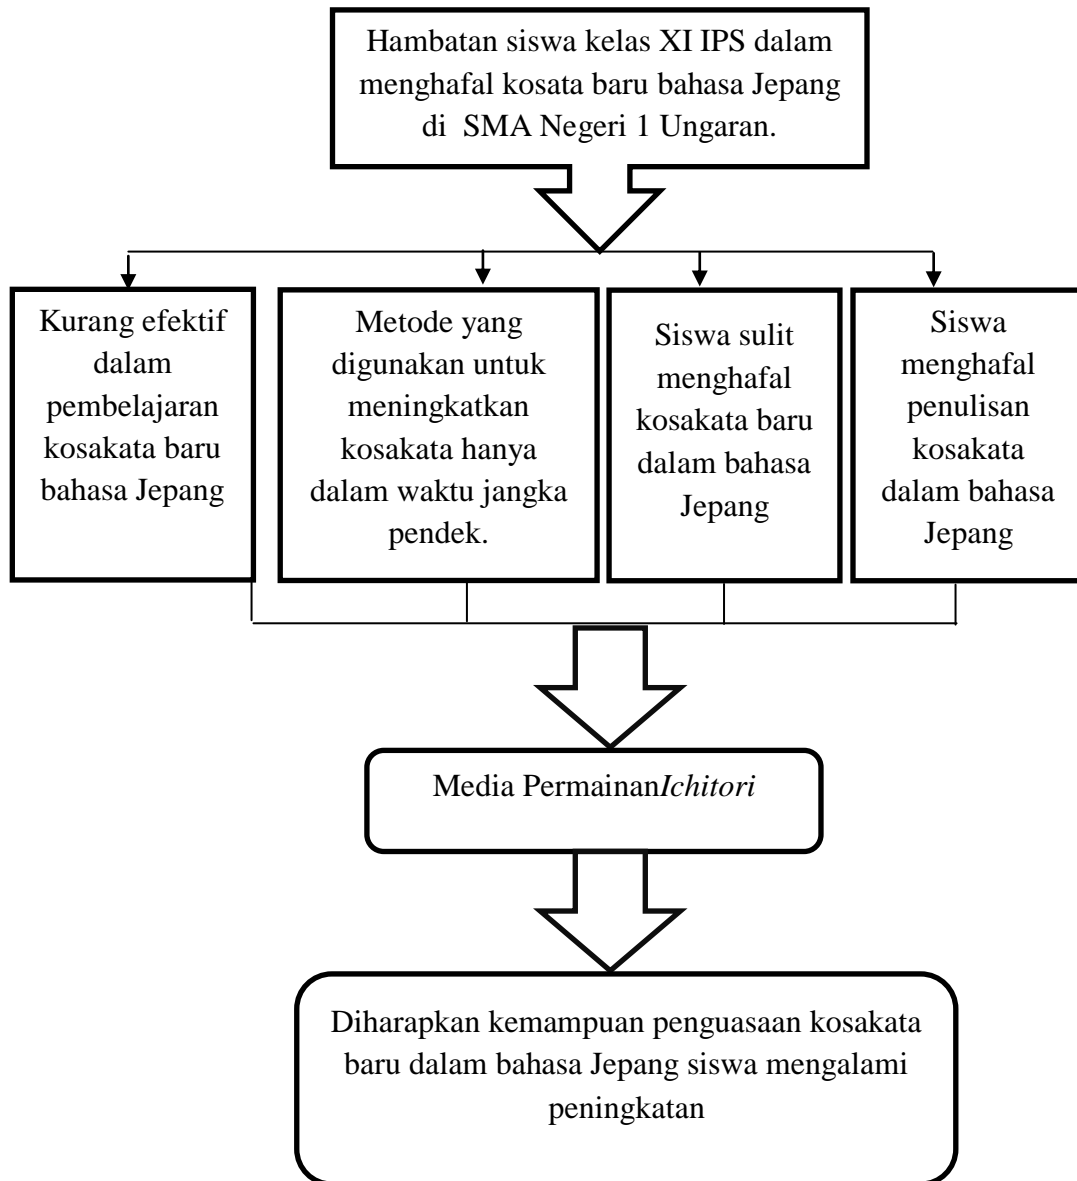 Hambatan siswa kelas XI IPS dalam
menghafal kosata baru bahasa Jepang
di SMA Negeri 1 Ungaran.
Kurang efektif
dalam
pembelajaran
kosakata baru
bahasa Jepang
Metode yang
digunakan untuk
meningkatkan
kosakata hanya
dalam waktu jangka
pendek.
Siswa sulit
menghafal
kosakata baru
dalam bahasa
Jepang
Siswa
menghafal
penulisan
kosakata
dalam bahasa
Jepang
Media PermainanIchitori
Diharapkan kemampuan penguasaan kosakata
baru dalam bahasa Jepang siswa mengalami
peningkatan